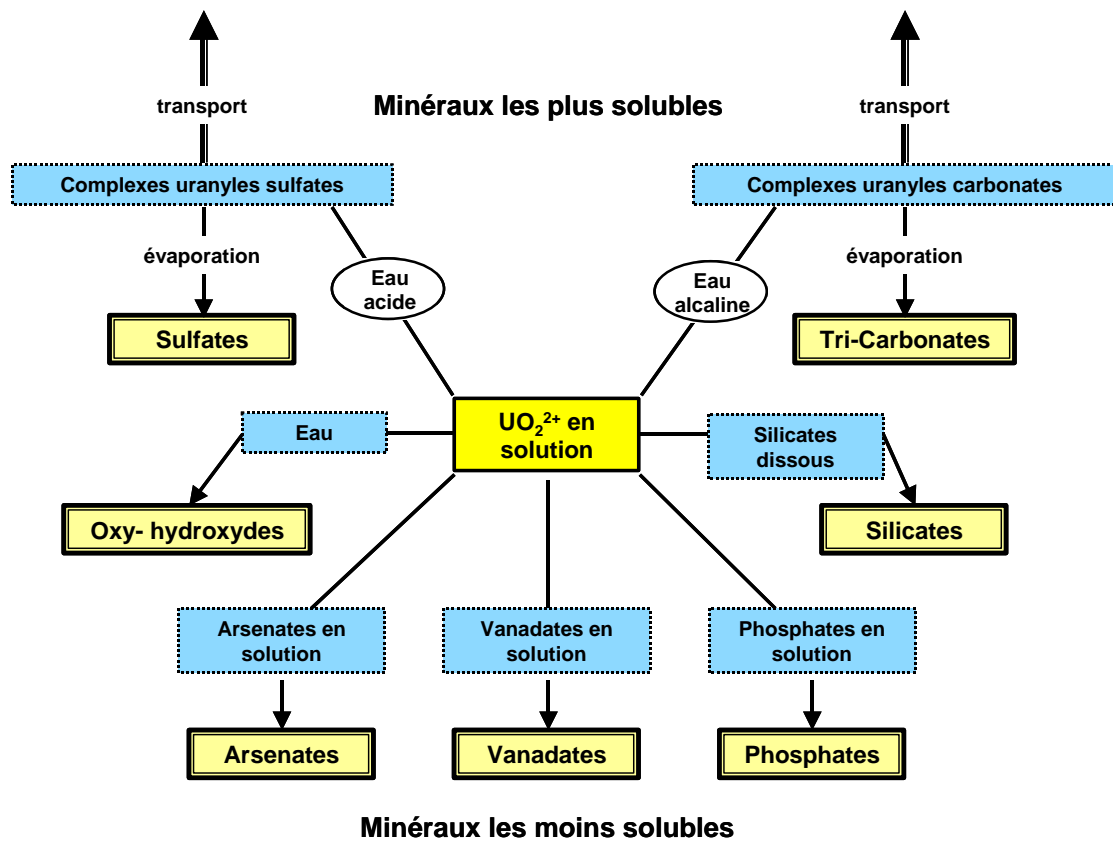 transport
Minéraux les plus solubles
transport
Complexes uranyles sulfates
Complexes uranyles carbonates
évaporation
évaporation
Eau
acide
Eau
alcaline
Sulfates
Tri-Carbonates
UO₂²⁺ en
solution
Eau
Silicates
dissous
Oxy- hydroxydes
Silicates
Arsenates en
solution
Vanadates en
solution
Phosphates en
solution
Arsenates
Vanadates
Phosphates
Minéraux les moins solubles